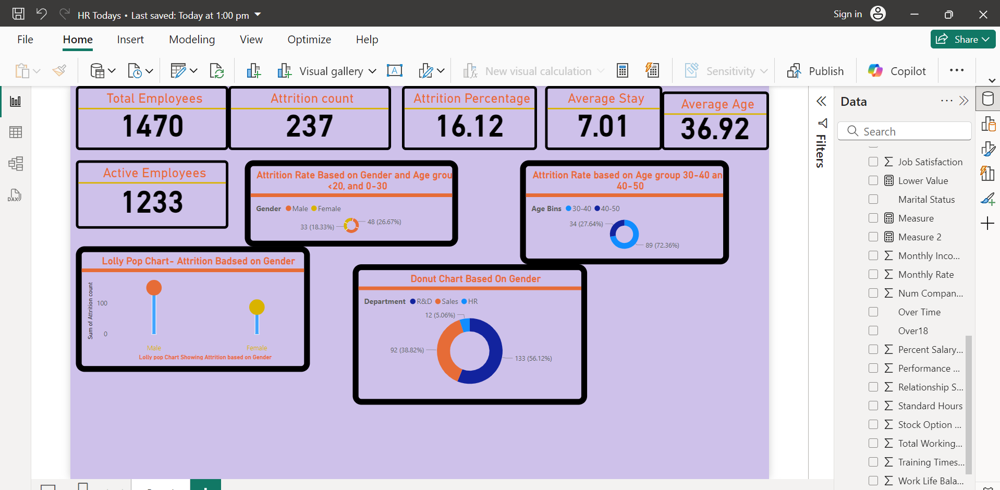 HR Todays • Last saved: Today at 1:00 pm
Sign in
File Home Insert Modeling View Optimize Help
Share
Visual gallery
A
New visual calculation
Sensitivity
Publish
Copilot
Total Employees
1470
Attrition count
237
Attrition Percentage
16.12
Average Stay
7.01
Average Age
36.92
Active Employees
1233
Attrition Rate Based on Gender and Age grou
<20, and 0-30
Gender Male Female
33 (18.33%)
48 (26.67%)
Attrition Rate based on Age group 30-40 an
40-50
Age Bins 30-40 40-50
34 (27.64%)
89 (72.36%)
Lolly Pop Chart- Attrition Badsed on Gender
Sum of Attrition count
100
0
Male
Female
Lolly pop Chart Showing Attrition based on Gender
Donut Chart Based On Gender
Department R&D Sales HR
12 (5.06%)
92 (38.82%)
133 (56.12%)
Filters
Data
Search
Job Satisfaction
Lower Value
Marital Status
Measure
Measure 2
Monthly Inco...
Monthly Rate
Num Compan...
Over Time
Over18
Percent Salary...
Performance ...
Relationship S...
Standard Hours
Stock Option ...
Total Working...
Training Times...
Work Life Bala...
DAX